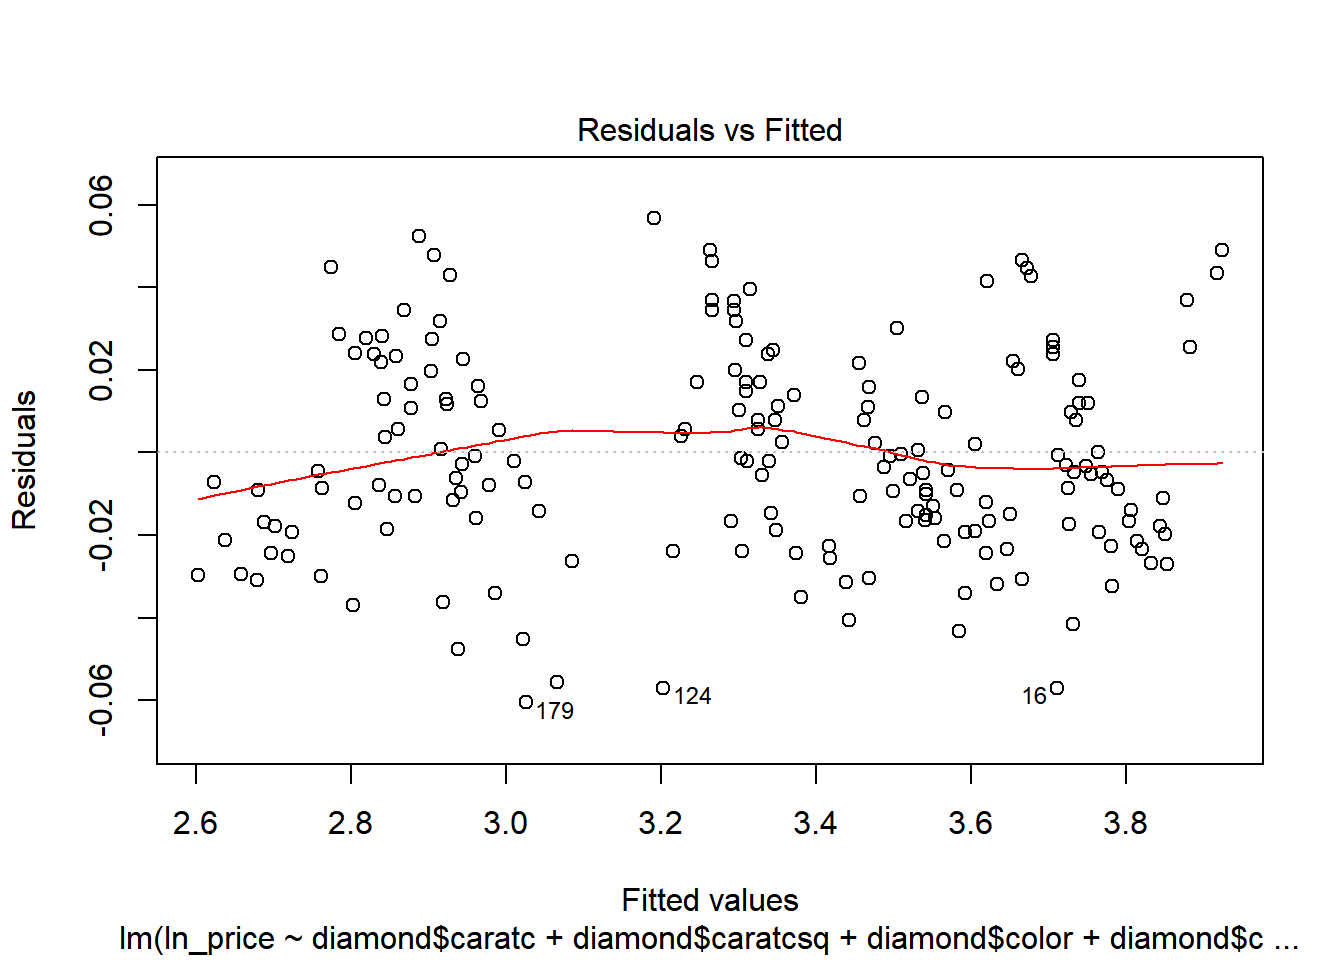 Residuals vs Fitted
0.06
0.02
-0.02
-0.06
Residuals
179
124
16
2.6 2.8 3.0 3.2 3.4 3.6 3.8
Fitted values
lm(ln_price ~ diamond$caratc + diamond$caratcsq + diamond$color + diamond$c ...